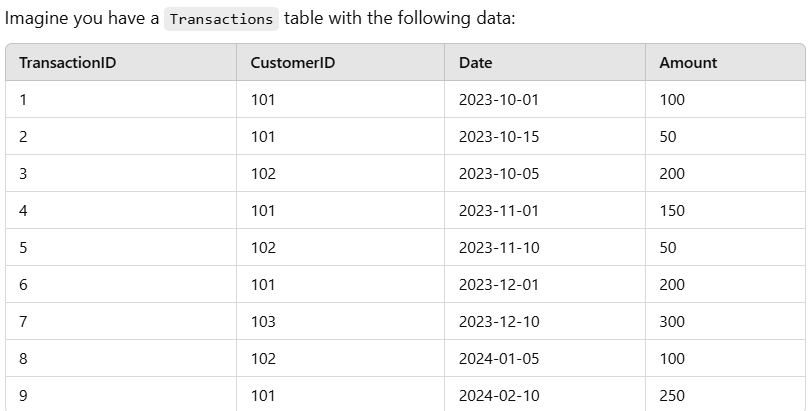 Imagine you have a Transactions table with the following data:
TransactionID CustomerID Date Amount
1 101 2023-10-01 100
2 101 2023-10-15 50
3 102 2023-10-05 200
4 101 2023-11-01 150
5 102 2023-11-10 50
6 101 2023-12-01 200
7 103 2023-12-10 300
8 102 2024-01-05 100
9 101 2024-02-10 250